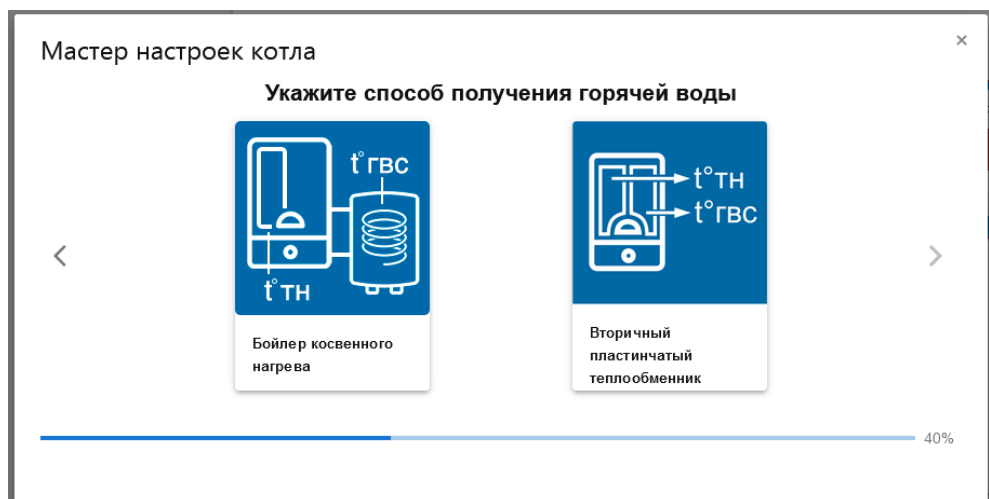 Мастер настроек котла
×
Укажите способ получения горячей воды
t°гвс
t°тн
Бойлер косвенного
нагрева
t°тн
t°гвс
Вторичный
пластинчатый
теплообменник
40%